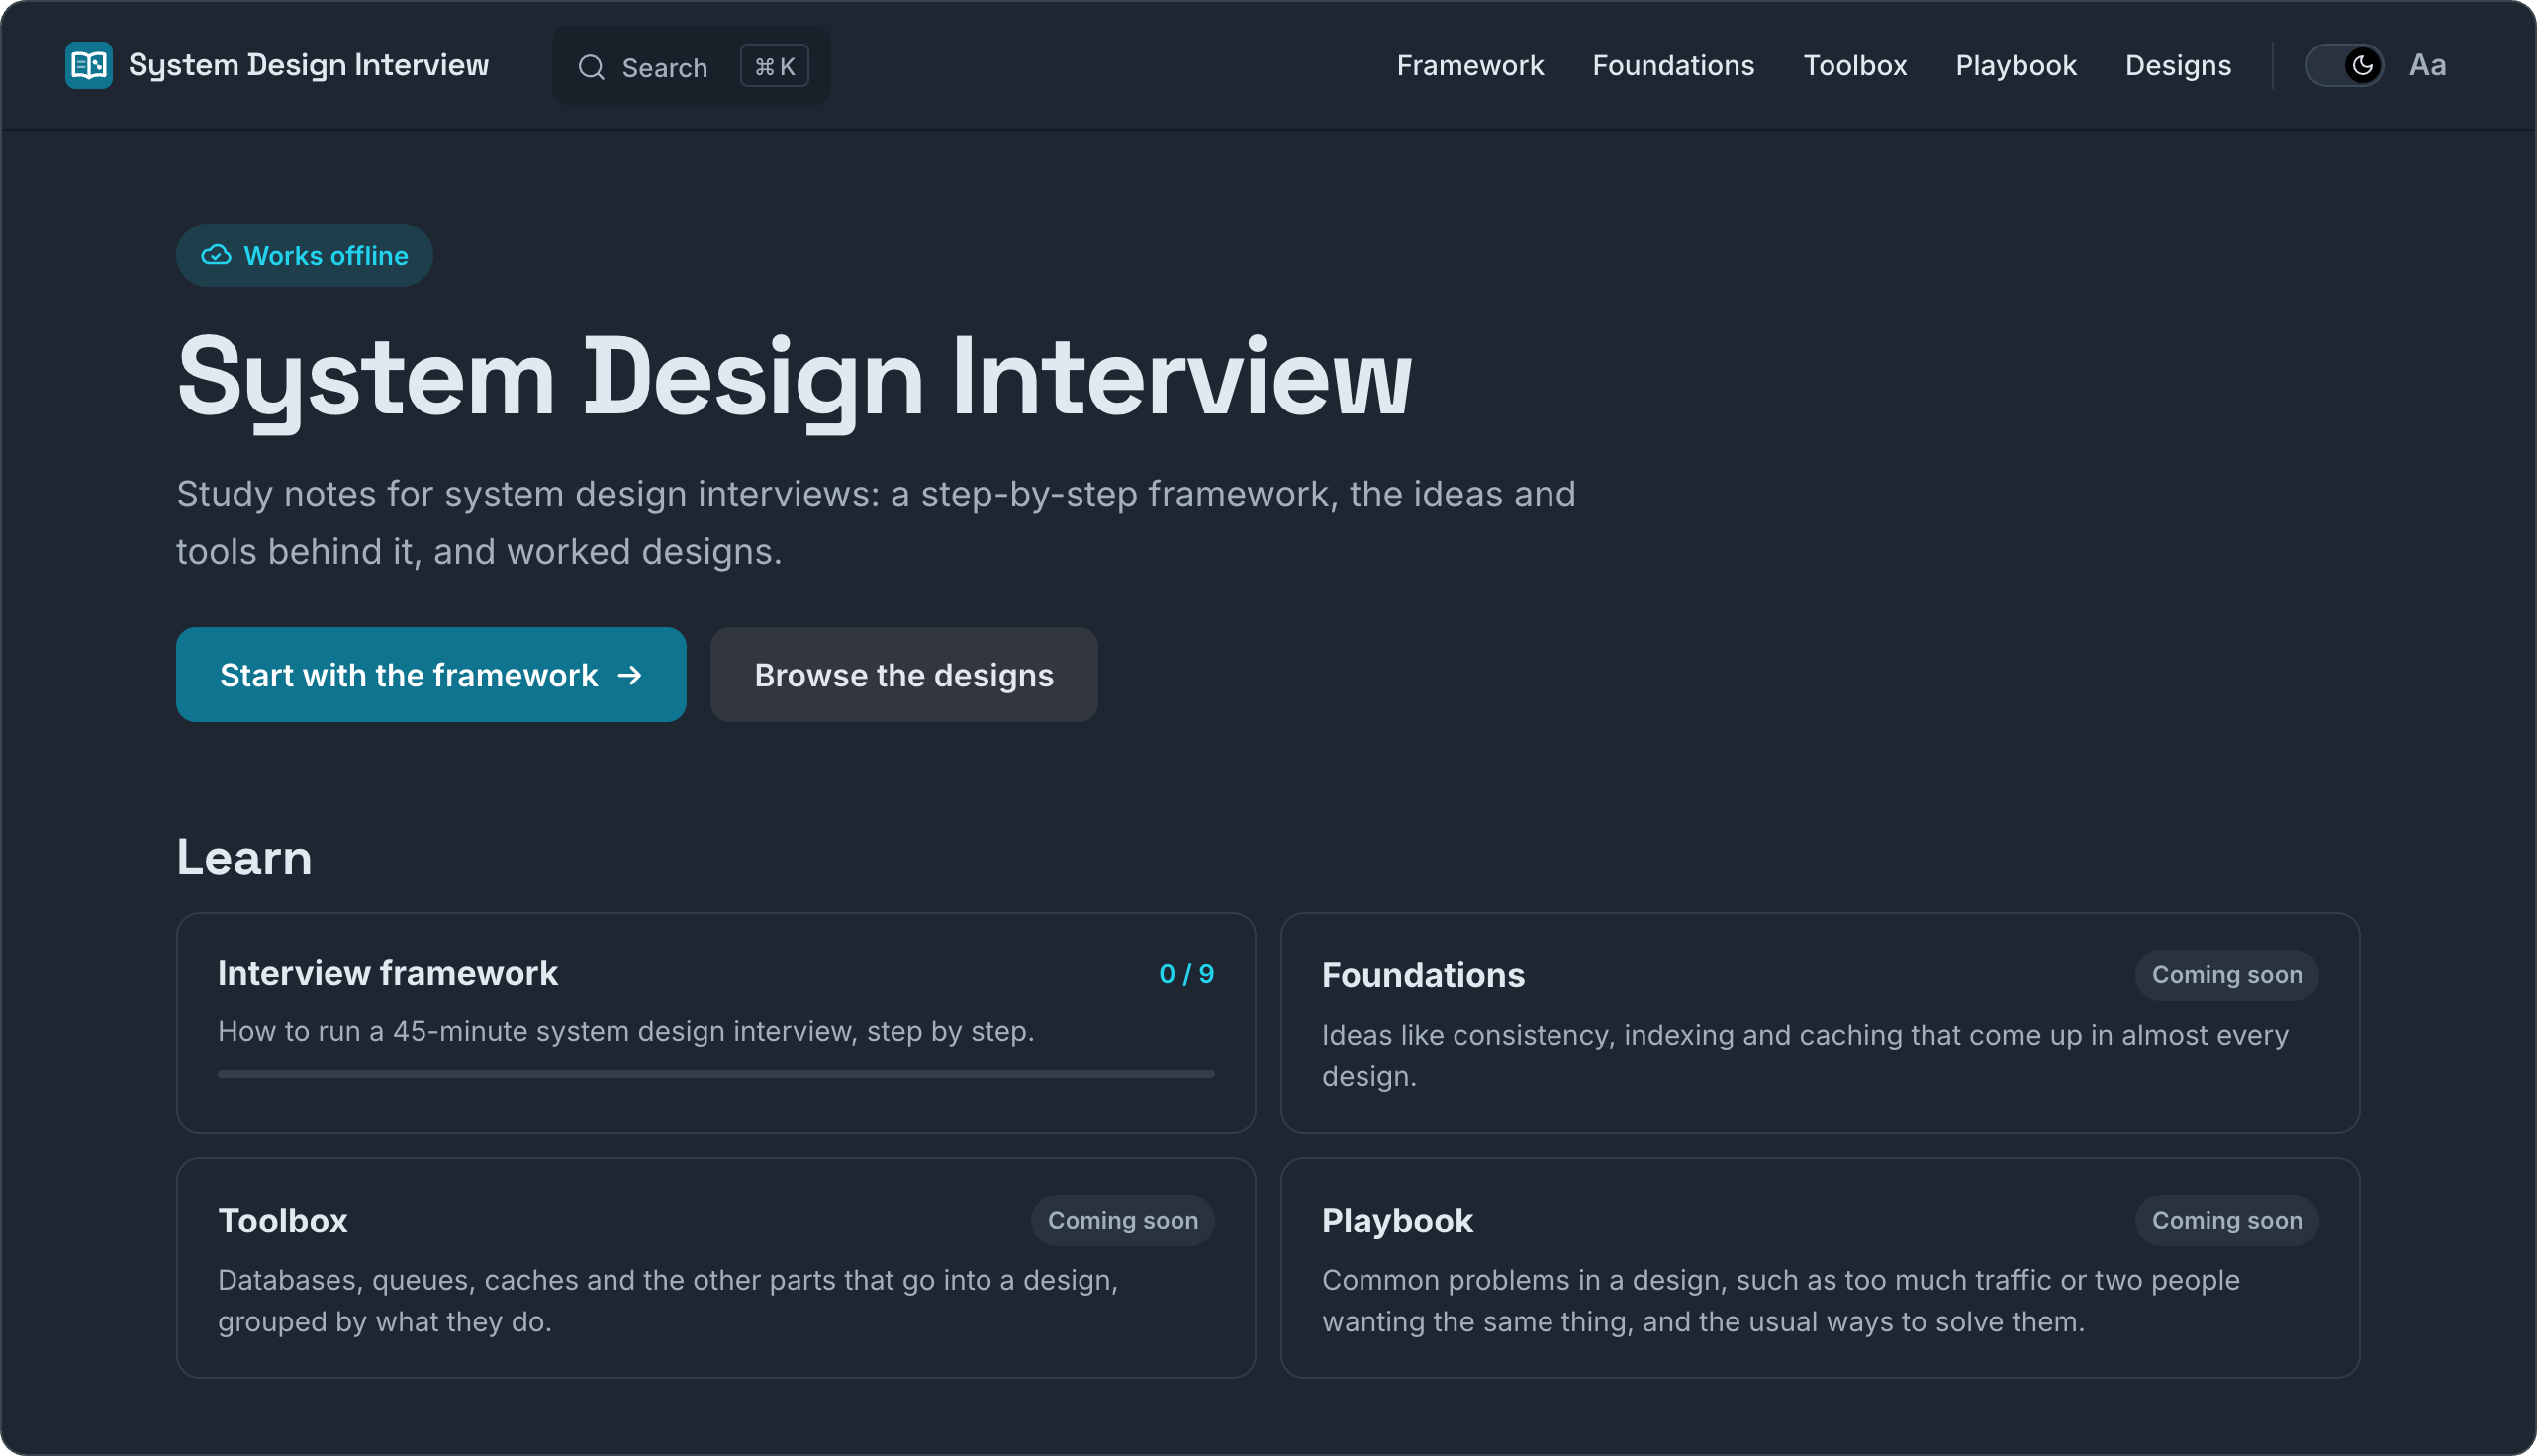 System Design Interview
Search
⌘ K
Framework
Foundations
Toolbox
Playbook
Designs
Aa
Works offline
System Design Interview
Study notes for system design interviews: a step-by-step framework, the ideas and
tools behind it, and worked designs.
Start with the framework →
Browse the designs
Learn
Interview framework
0 / 9
How to run a 45-minute system design interview, step by step.
Foundations
Coming soon
Ideas like consistency, indexing and caching that come up in almost every
design.
Toolbox
Coming soon
Databases, queues, caches and the other parts that go into a design,
grouped by what they do.
Playbook
Coming soon
Common problems in a design, such as too much traffic or two people
wanting the same thing, and the usual ways to solve them.